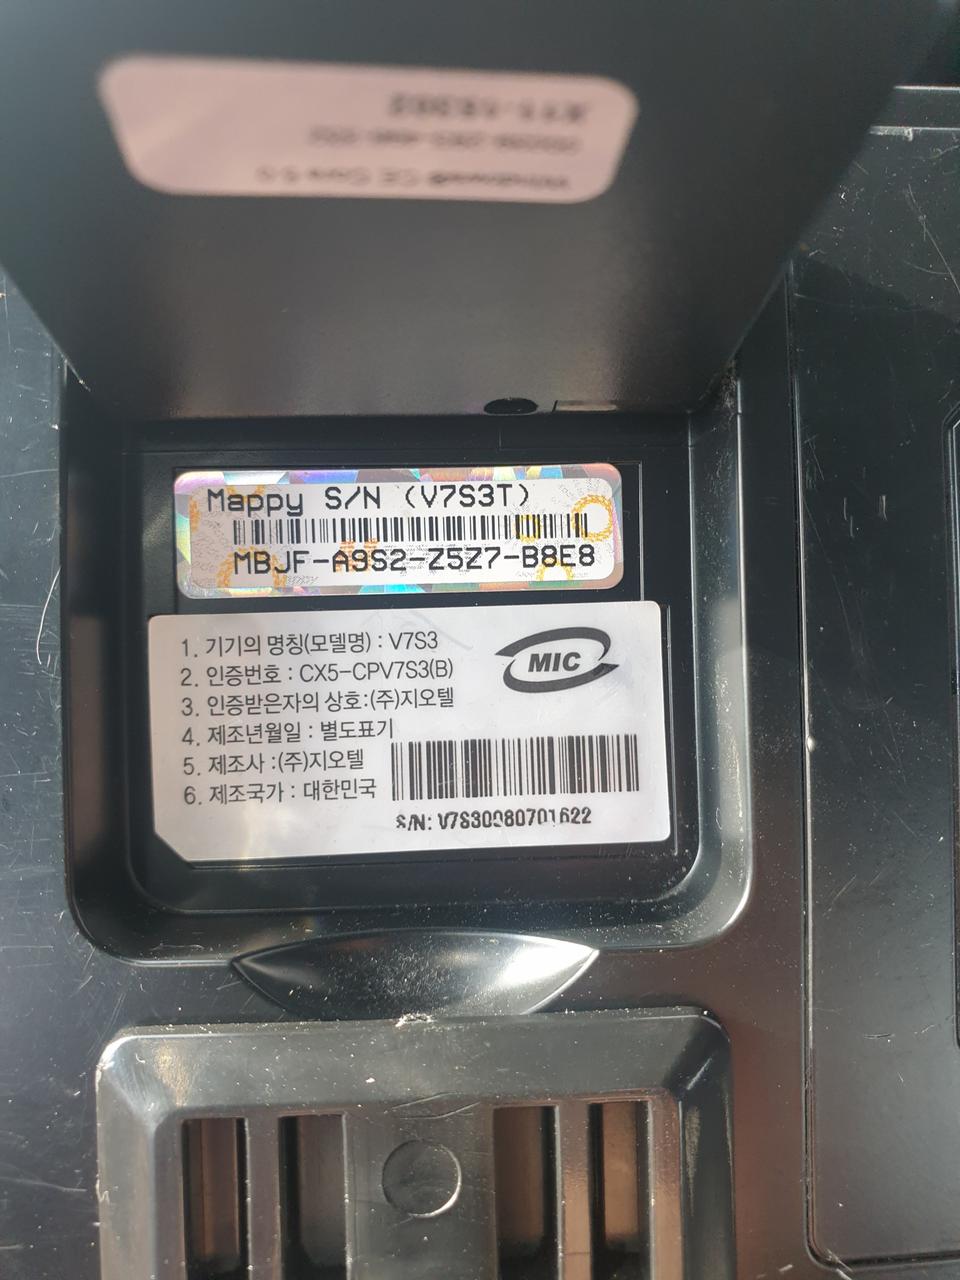 Mappy S/N (V7S3T)
MBJF-A9S2-Z5Z7-B8E8
1. 기기의 명칭(모델명) : V7S3
2. 인증번호 : CX5-CPV7S3(B)
3. 인증받은자의 상호:(주)지오텔
4. 제조년월일 : 별도표기
5. 제조사 :(주)지오텔
6. 제조국가 : 대한민국
MIC
S/N: V7S30080701622